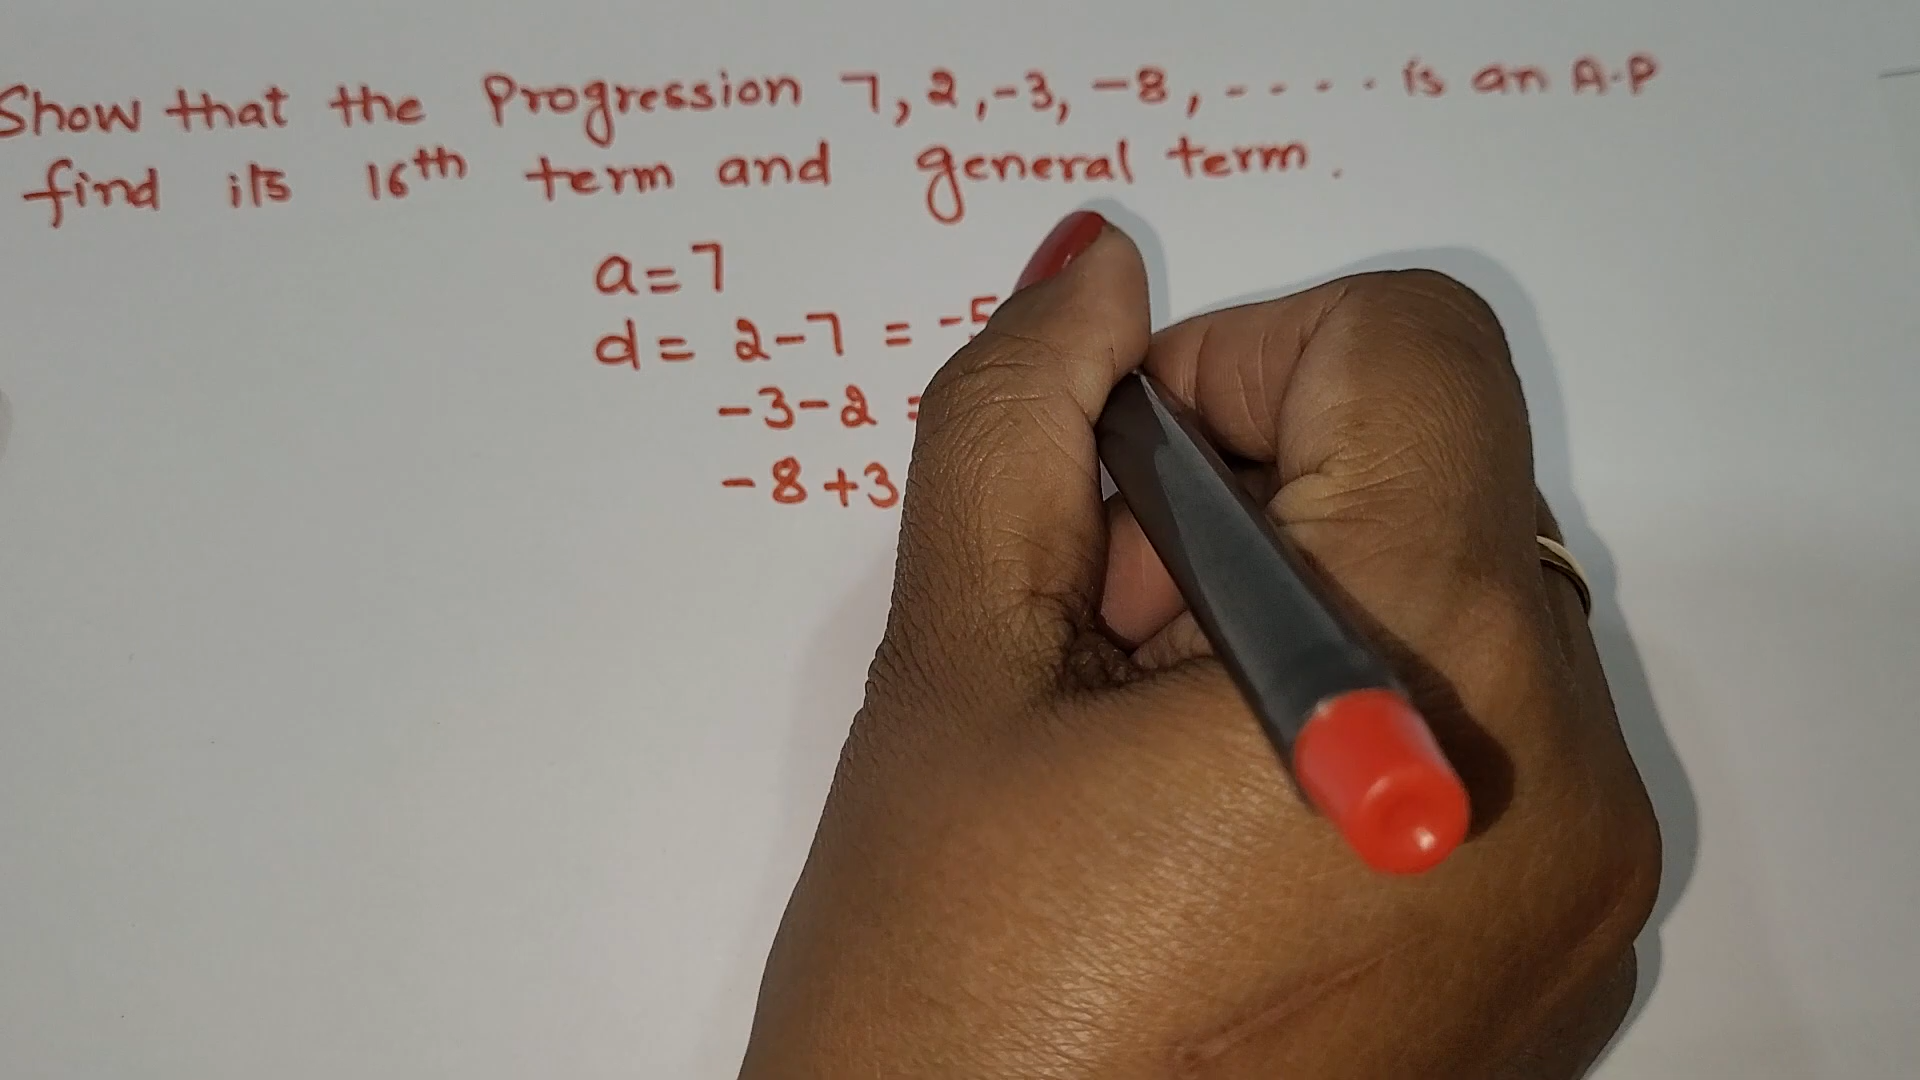 Show that the Progression 7, 2, -3, -8, - - - - is an A.P
find its 16th term and general term.
a = 7
d = 2-7 = -5
-3-2 =
-8+3